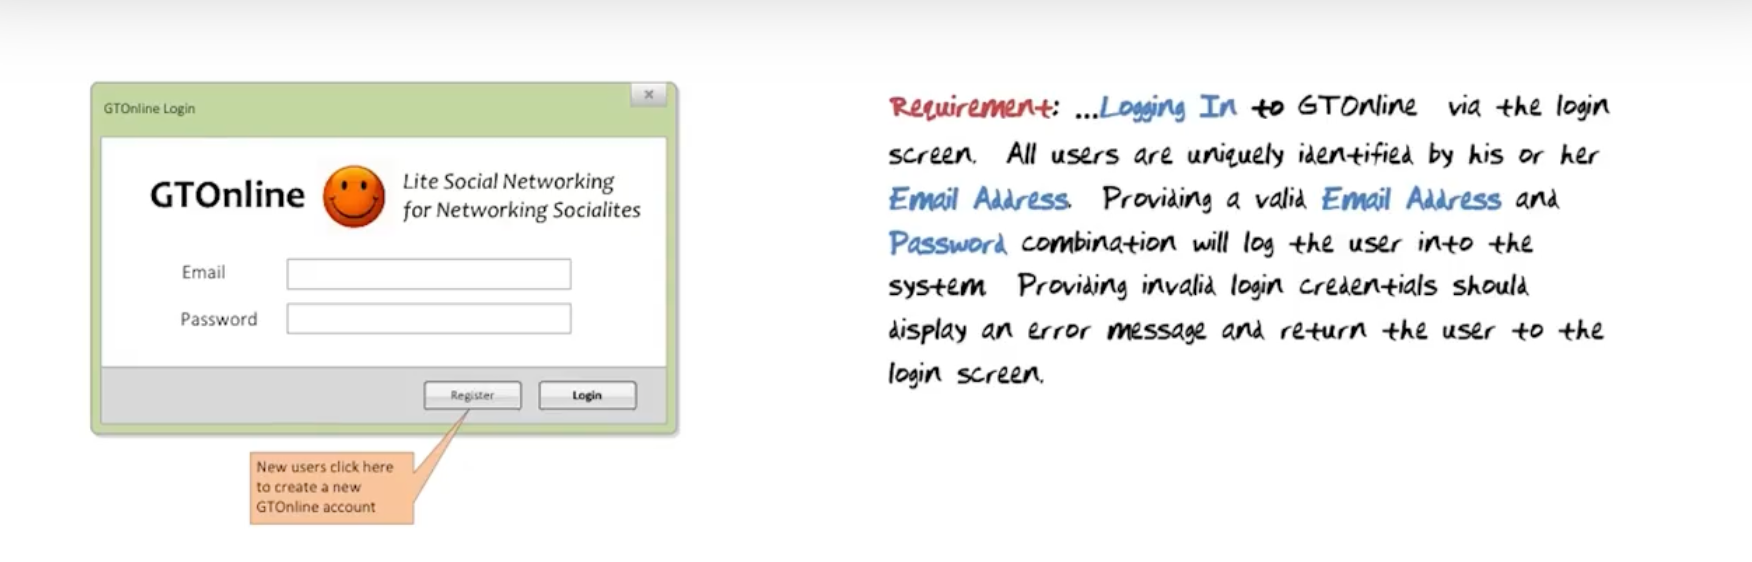 GTOnline Login
×
GTOnline
Lite Social Networking
for Networking Socialites
Email
Password
Register
Login
New users click here
to create a new
GTOnline account
Requirement: ...Logging In to GTOnline via the login
screen. All users are uniquely identified by his or her
Email Address. Providing a valid Email Address and
Password combination will log the user into the
system Providing invalid login credentials should
display an error message and return the user to the
login screen.